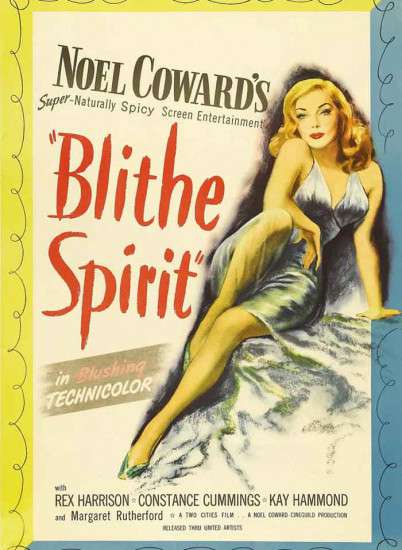 NOEL COWARD'S
Super-Naturally Spicy Screen Entertainment
"Blithe
Spirit"
in Blushing
TECHNICOLOR
with
REX HARRISON ☆ CONSTANCE CUMMINGS ☆ KAY HAMMOND
and Margaret Rutherford ☆ A TWO CITIES FILM... A NOEL COWARD-CINEGUILD PRODUCTION
RELEASED THRU UNITED ARTISTS